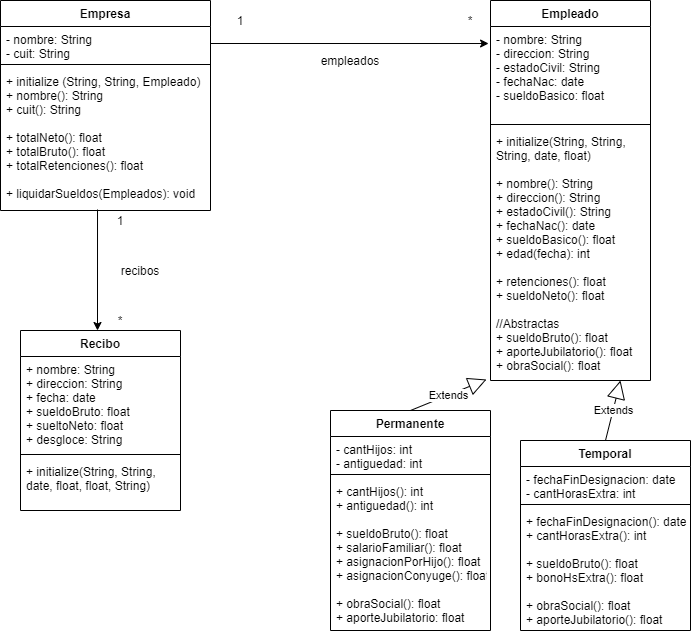 Empresa
- nombre: String
- cuit: String
+ initialize (String, String, Empleado)
+ nombre(): String
+ cuit(): String
+ totalNeto(): float
+ totalBruto(): float
+ totalRetenciones(): float
+ liquidarSueldos(Empleados): void
1
*
empleados
Empleado
- nombre: String
- direccion: String
- estadoCivil: String
- fechaNac: date
- sueldoBasico: float
+ initialize(String, String,
String, date, float)
+ nombre(): String
+ direccion(): String
+ estadoCivil(): String
+ fechaNac(): date
+ sueldoBasico(): float
+ edad(fecha): int
+ retenciones(): float
+ sueldoNeto(): float
//Abstractas
+ sueldoBruto(): float
+ aporteJubilatorio(): float
+ obraSocial(): float
1
recibos
*
Recibo
+ nombre: String
+ direccion: String
+ fecha: date
+ sueldoBruto: float
+ sueltoNeto: float
+ desgloce: String
+ initialize(String, String,
date, float, float, String)
Extends
Extends
Permanente
- cantHijos: int
- antiguedad: int
+ cantHijos(): int
+ antiguedad(): int
+ sueldoBruto(): float
+ salarioFamiliar(): float
+ asignacionPorHijo(): float
+ asignacionConyuge(): float
+ obraSocial(): float
+ aporteJubilatorio: float
Temporal
- fechaFinDesignacion: date
- cantHorasExtra: int
+ fechaFinDesignacion(): date
+ cantHorasExtra(): int
+ sueldoBruto(): float
+ bonoHsExtra(): float
+ obraSocial(): float
+ aporteJubilatorio(): float